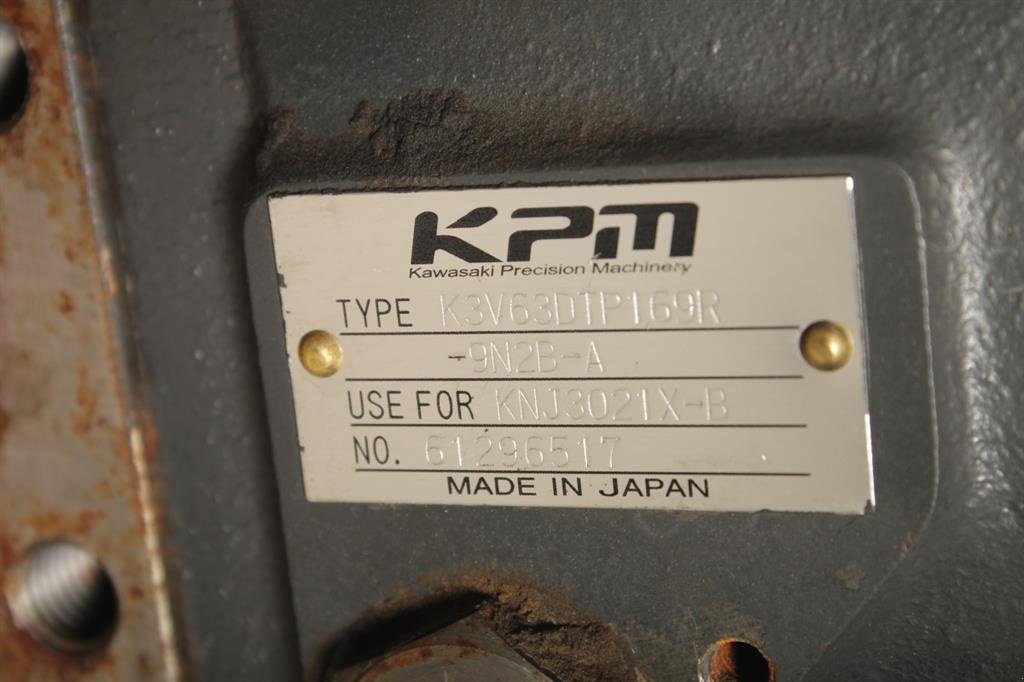 KPM
Kawasaki Precision Machinery
TYPE K3V63DTP169R
-9N2B-A
USE FOR KNJ3021X-B
NO. 61296517
MADE IN JAPAN